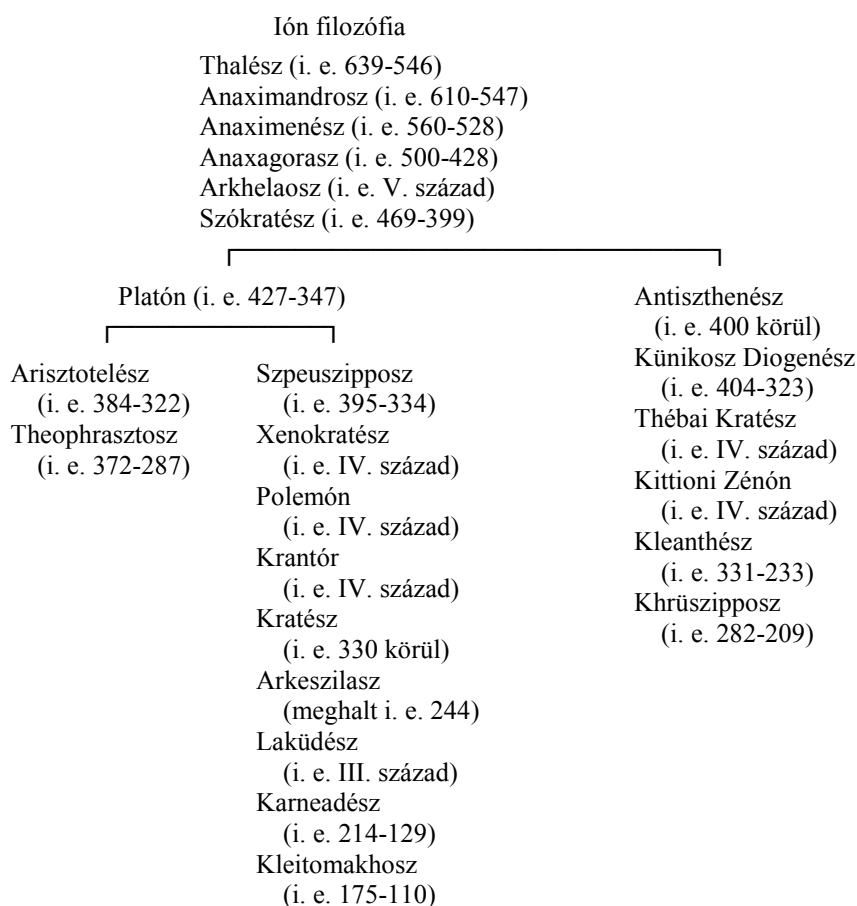 Ión filozófia
Thalész (i. e. 639-546)
Anaximandrosz (i. e. 610-547)
Anaximenész (i. e. 560-528)
Anaxagorasz (i. e. 500-428)
Arkhelaosz (i. e. V. század)
Szókratész (i. e. 469-399)
Platón (i. e. 427-347)
Arisztotelész
(i. e. 384-322)
Theophrasztosz
(i. e. 372-287)
Szpeuszipposz
(i. e. 395-334)
Xenokratész
(i. e. IV. század)
Polemón
(i. e. IV. század)
Krantór
(i. e. IV. század)
Kratész
(i. e. 330 körül)
Arkeszilasz
(meghalt i. e. 244)
Laküdész
(i. e. III. század)
Karneadész
(i. e. 214-129)
Kleitomakhosz
(i. e. 175-110)
Antiszthenész
(i. e. 400 körül)
Künikosz Diogenész
(i. e. 404-323)
Thébai Kratész
(i. e. IV. század)
Kittioni Zénón
(i. e. IV. század)
Kleanthész
(i. e. 331-233)
Khrüszipposz
(i. e. 282-209)